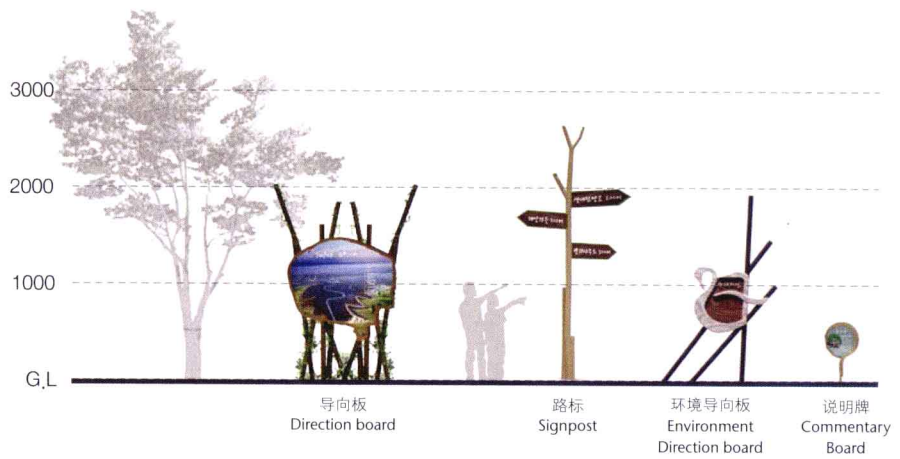 3000
2000
1000
G.L
导向板
Direction board
路标
Signpost
环境导向板
Environment
Direction board
说明牌
Commentary
Board